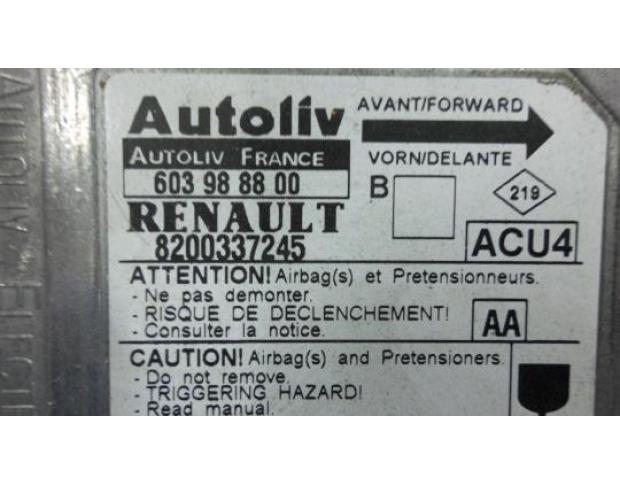 Autoliv
AVANT/FORWARD
AUTOLIV FRANCE
VORN/DELANTE
603 98 88 00
B
219
RENAULT
8200337245
ACU4
ATTENTION! Airbag(s) et Pretensionneurs.
- Ne pas demonter.
- RISQUE DE DECLENCHEMENT!
- Consulter la notice.
AA
CAUTION! Airbag(s) and Pretensioners.
- Do not remove.
- TRIGGERING HAZARD!
- Read manual.
AUTOLIV